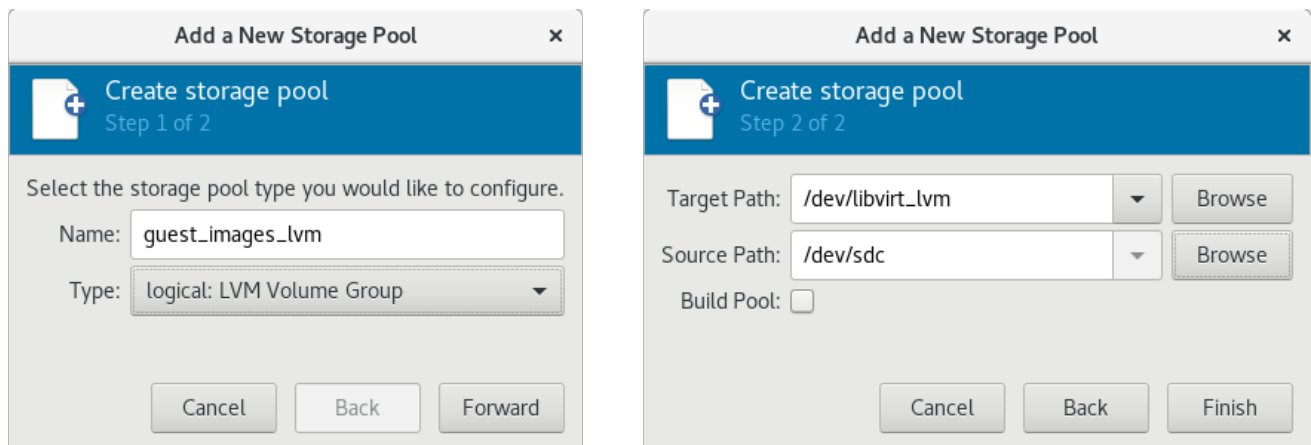 Add a New Storage Pool ×
Create storage pool
Step 1 of 2
Select the storage pool type you would like to configure.
Name: guest_images_lvm
Type: logical: LVM Volume Group
Cancel Back Forward
Add a New Storage Pool ×
Create storage pool
Step 2 of 2
Target Path: /dev/libvirt_lvm Browse
Source Path: /dev/sdc Browse
Build Pool:
Cancel Back Finish